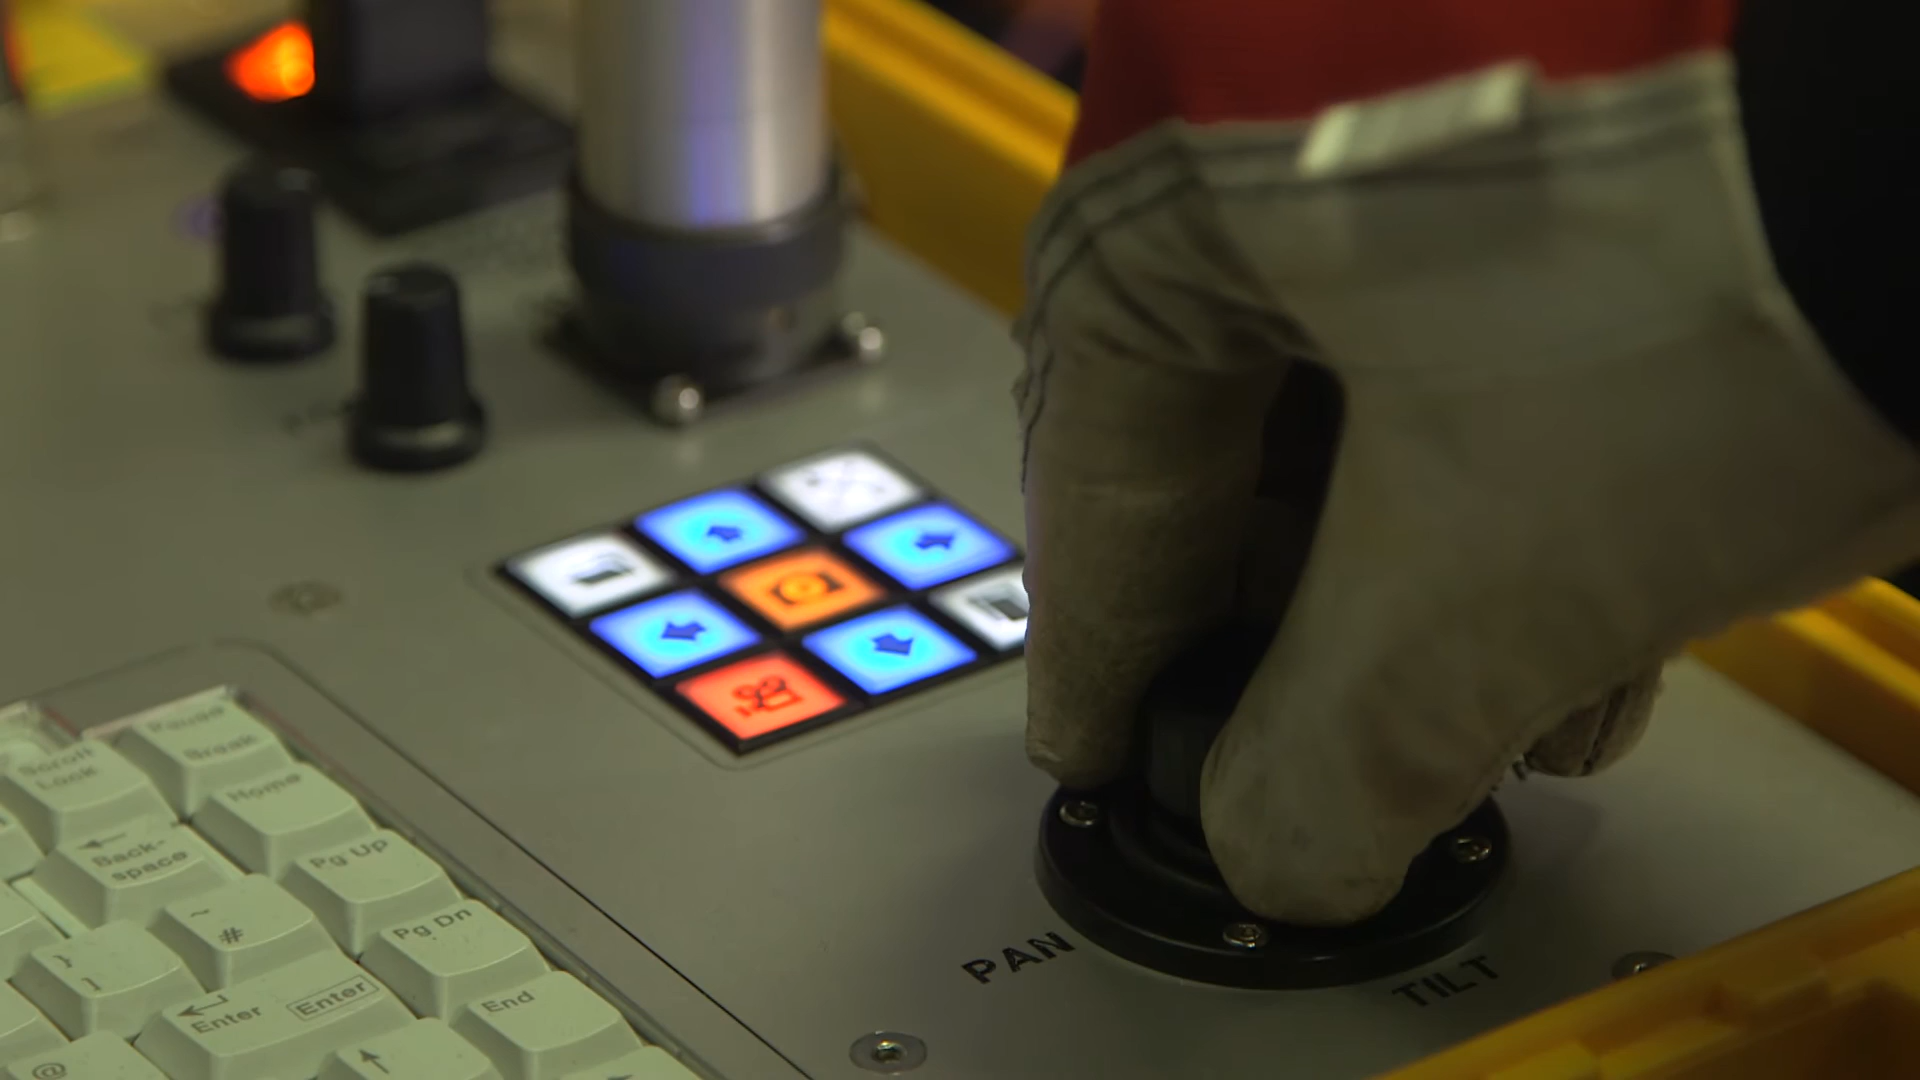 Pause
Break
Scroll
Lock
Home
Back-
space
Pg Up
~
#
Pg Dn
}
]
Enter
Enter
End
@
PAN
TILT